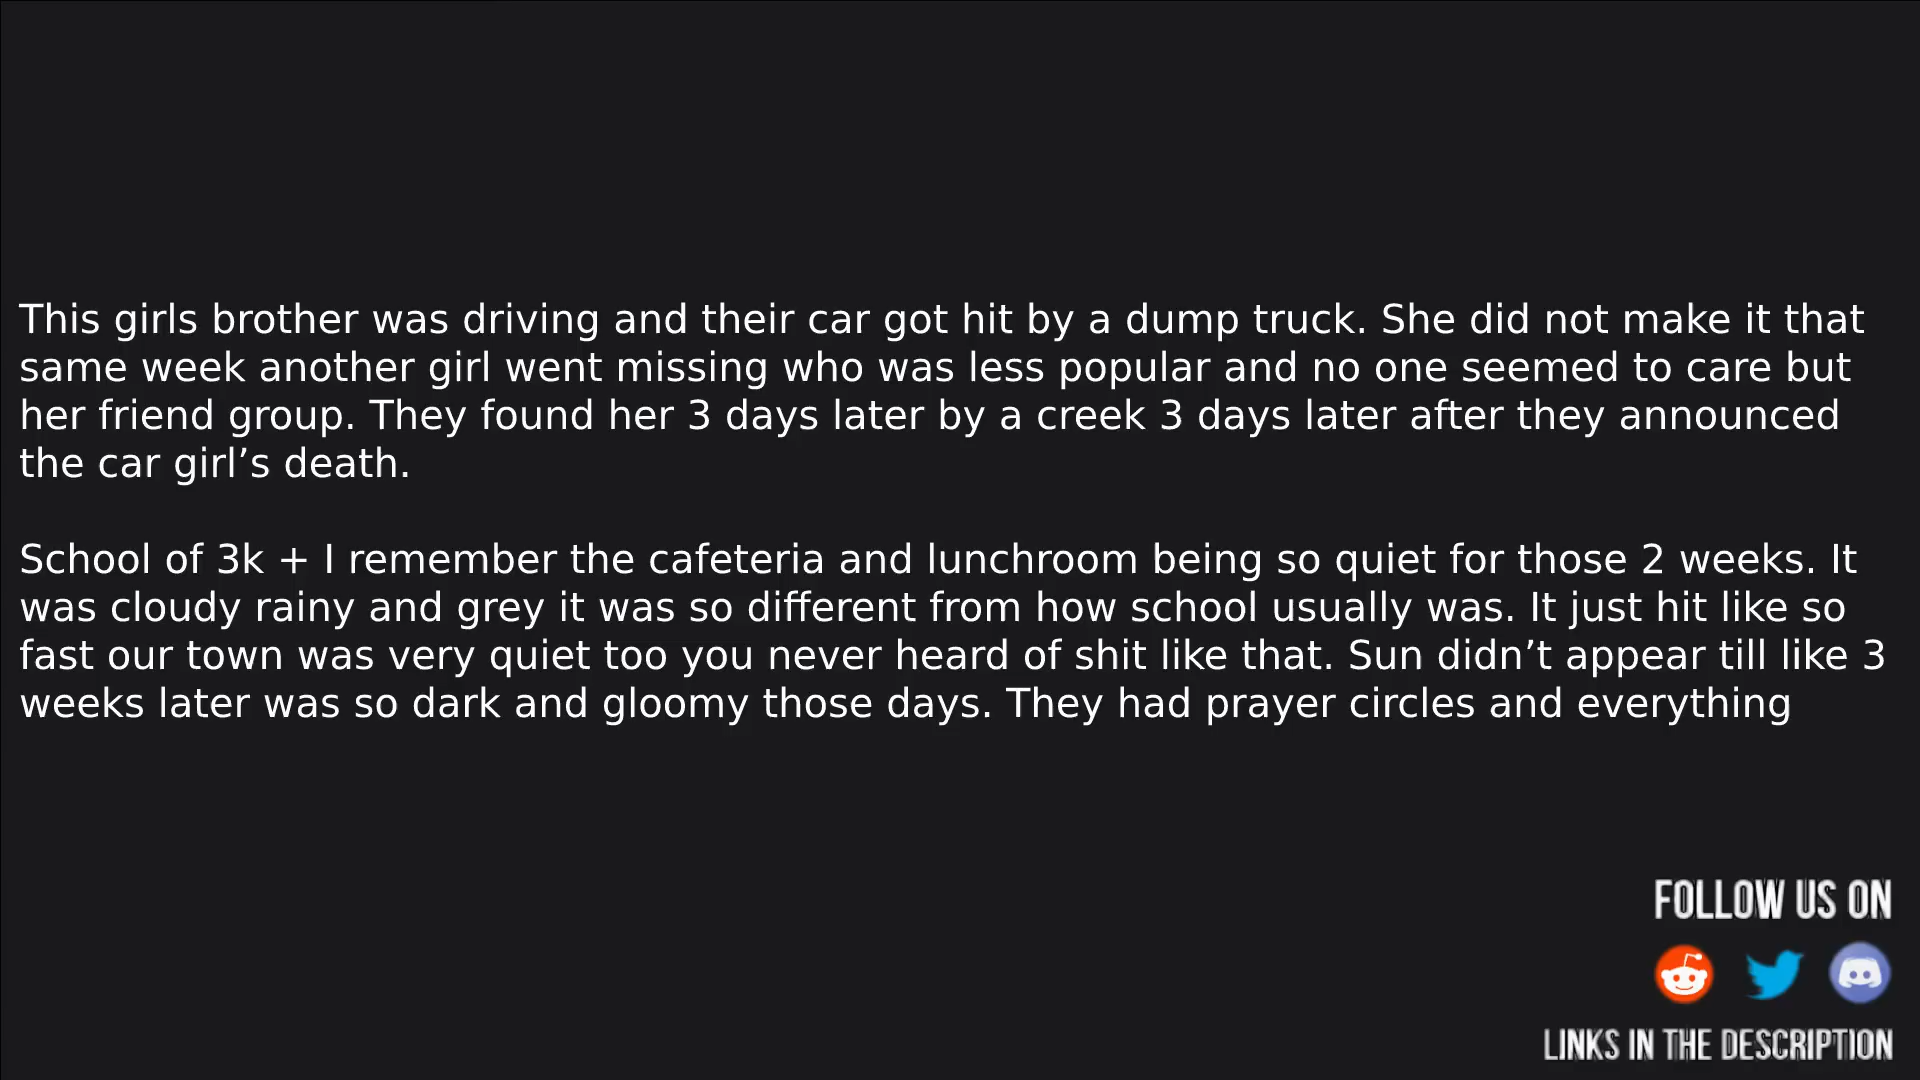 This girls brother was driving and their car got hit by a dump truck. She did not make it that
same week another girl went missing who was less popular and no one seemed to care but
her friend group. They found her 3 days later by a creek 3 days later after they announced
the car girl’s death.
School of 3k + I remember the cafeteria and lunchroom being so quiet for those 2 weeks. It
was cloudy rainy and grey it was so different from how school usually was. It just hit like so
fast our town was very quiet too you never heard of shit like that. Sun didn’t appear till like 3
weeks later was so dark and gloomy those days. They had prayer circles and everything
FOLLOW US ON
LINKS IN THE DESCRIPTION